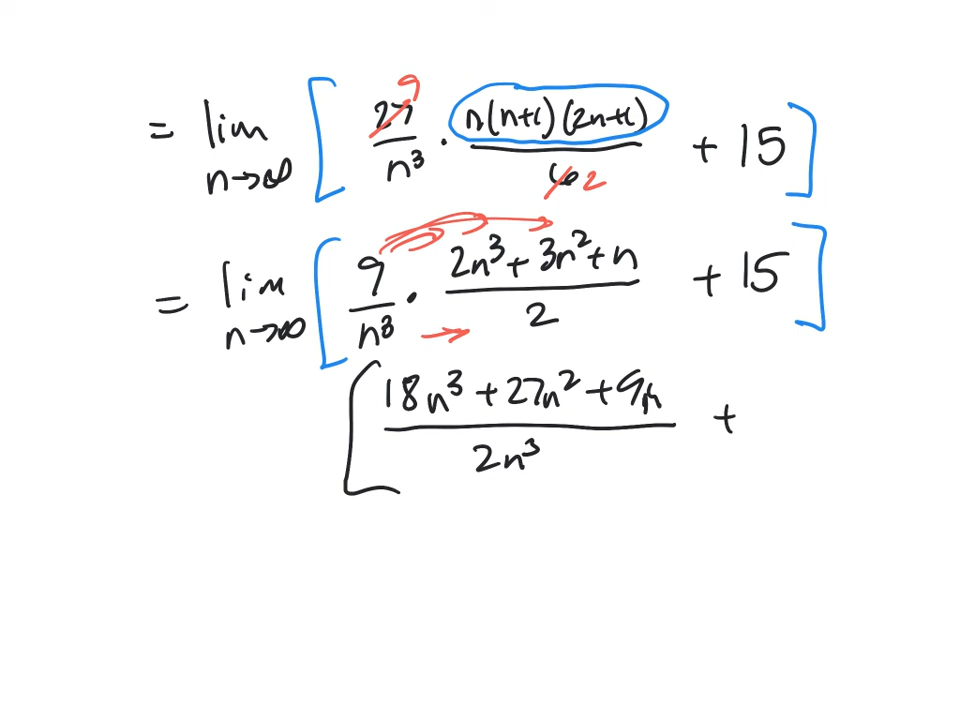 = lim n→∞ [ 27/n³ 9 · n(n+1)(2n+1)/6 2 + 15 ]
= lim n→∞ [ 9/n³ · 2n³ + 3n² + n / 2 + 15 ]
[ 18n³ + 27n² + 9n / 2n³ +